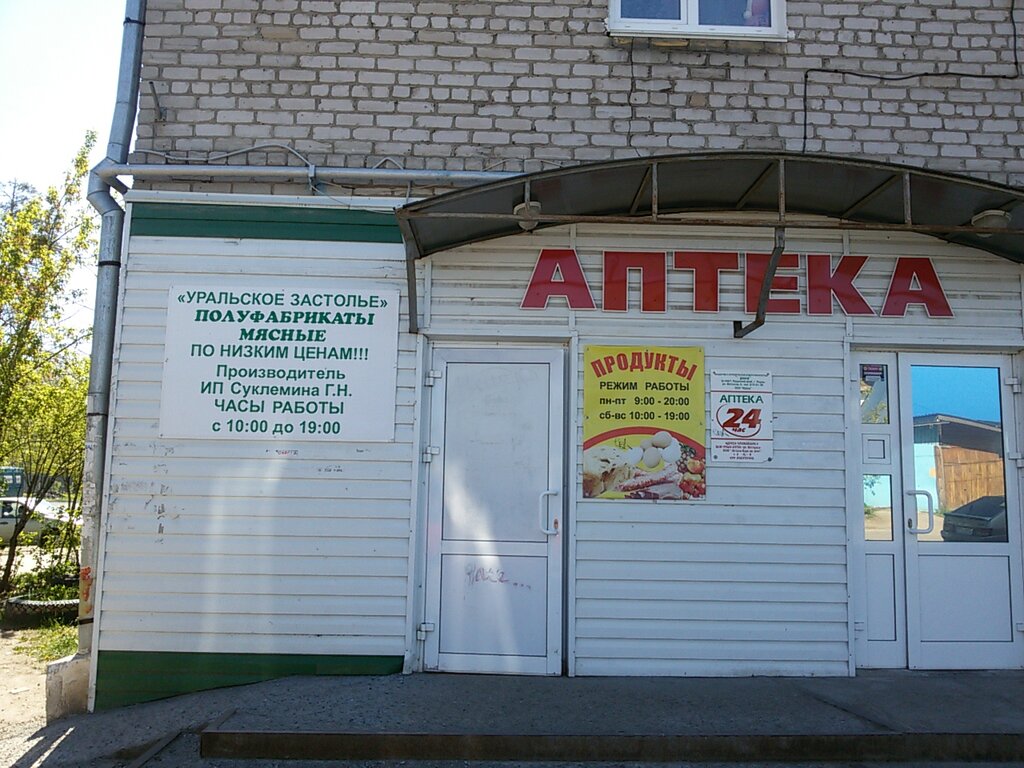 «УРАЛЬСКОЕ ЗАСТОЛЬЕ»
ПОЛУФАБРИКАТЫ
МЯСНЫЕ
ПО НИЗКИМ ЦЕНАМ!!!
Производитель
ИП Суклемина Г.Н.
ЧАСЫ РАБОТЫ
с 10:00 до 19:00
АПТЕКА
ПРОДУКТЫ
РЕЖИМ РАБОТЫ
пн-пт 9:00 - 20:00
сб-вс 10:00 - 19:00
АПТЕКА
24
час